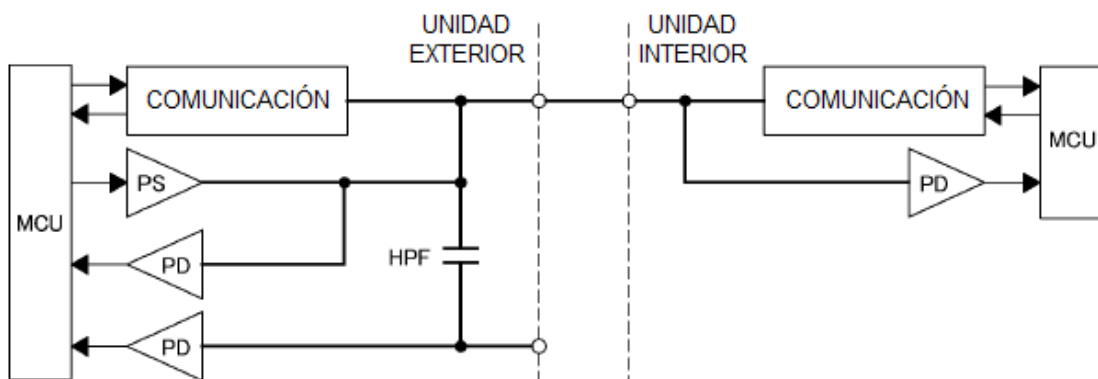 UNIDAD
EXTERIOR
UNIDAD
INTERIOR
COMUNICACIÓN
COMUNICACIÓN
MCU
PS
PD
MCU
HPF
PD
PD